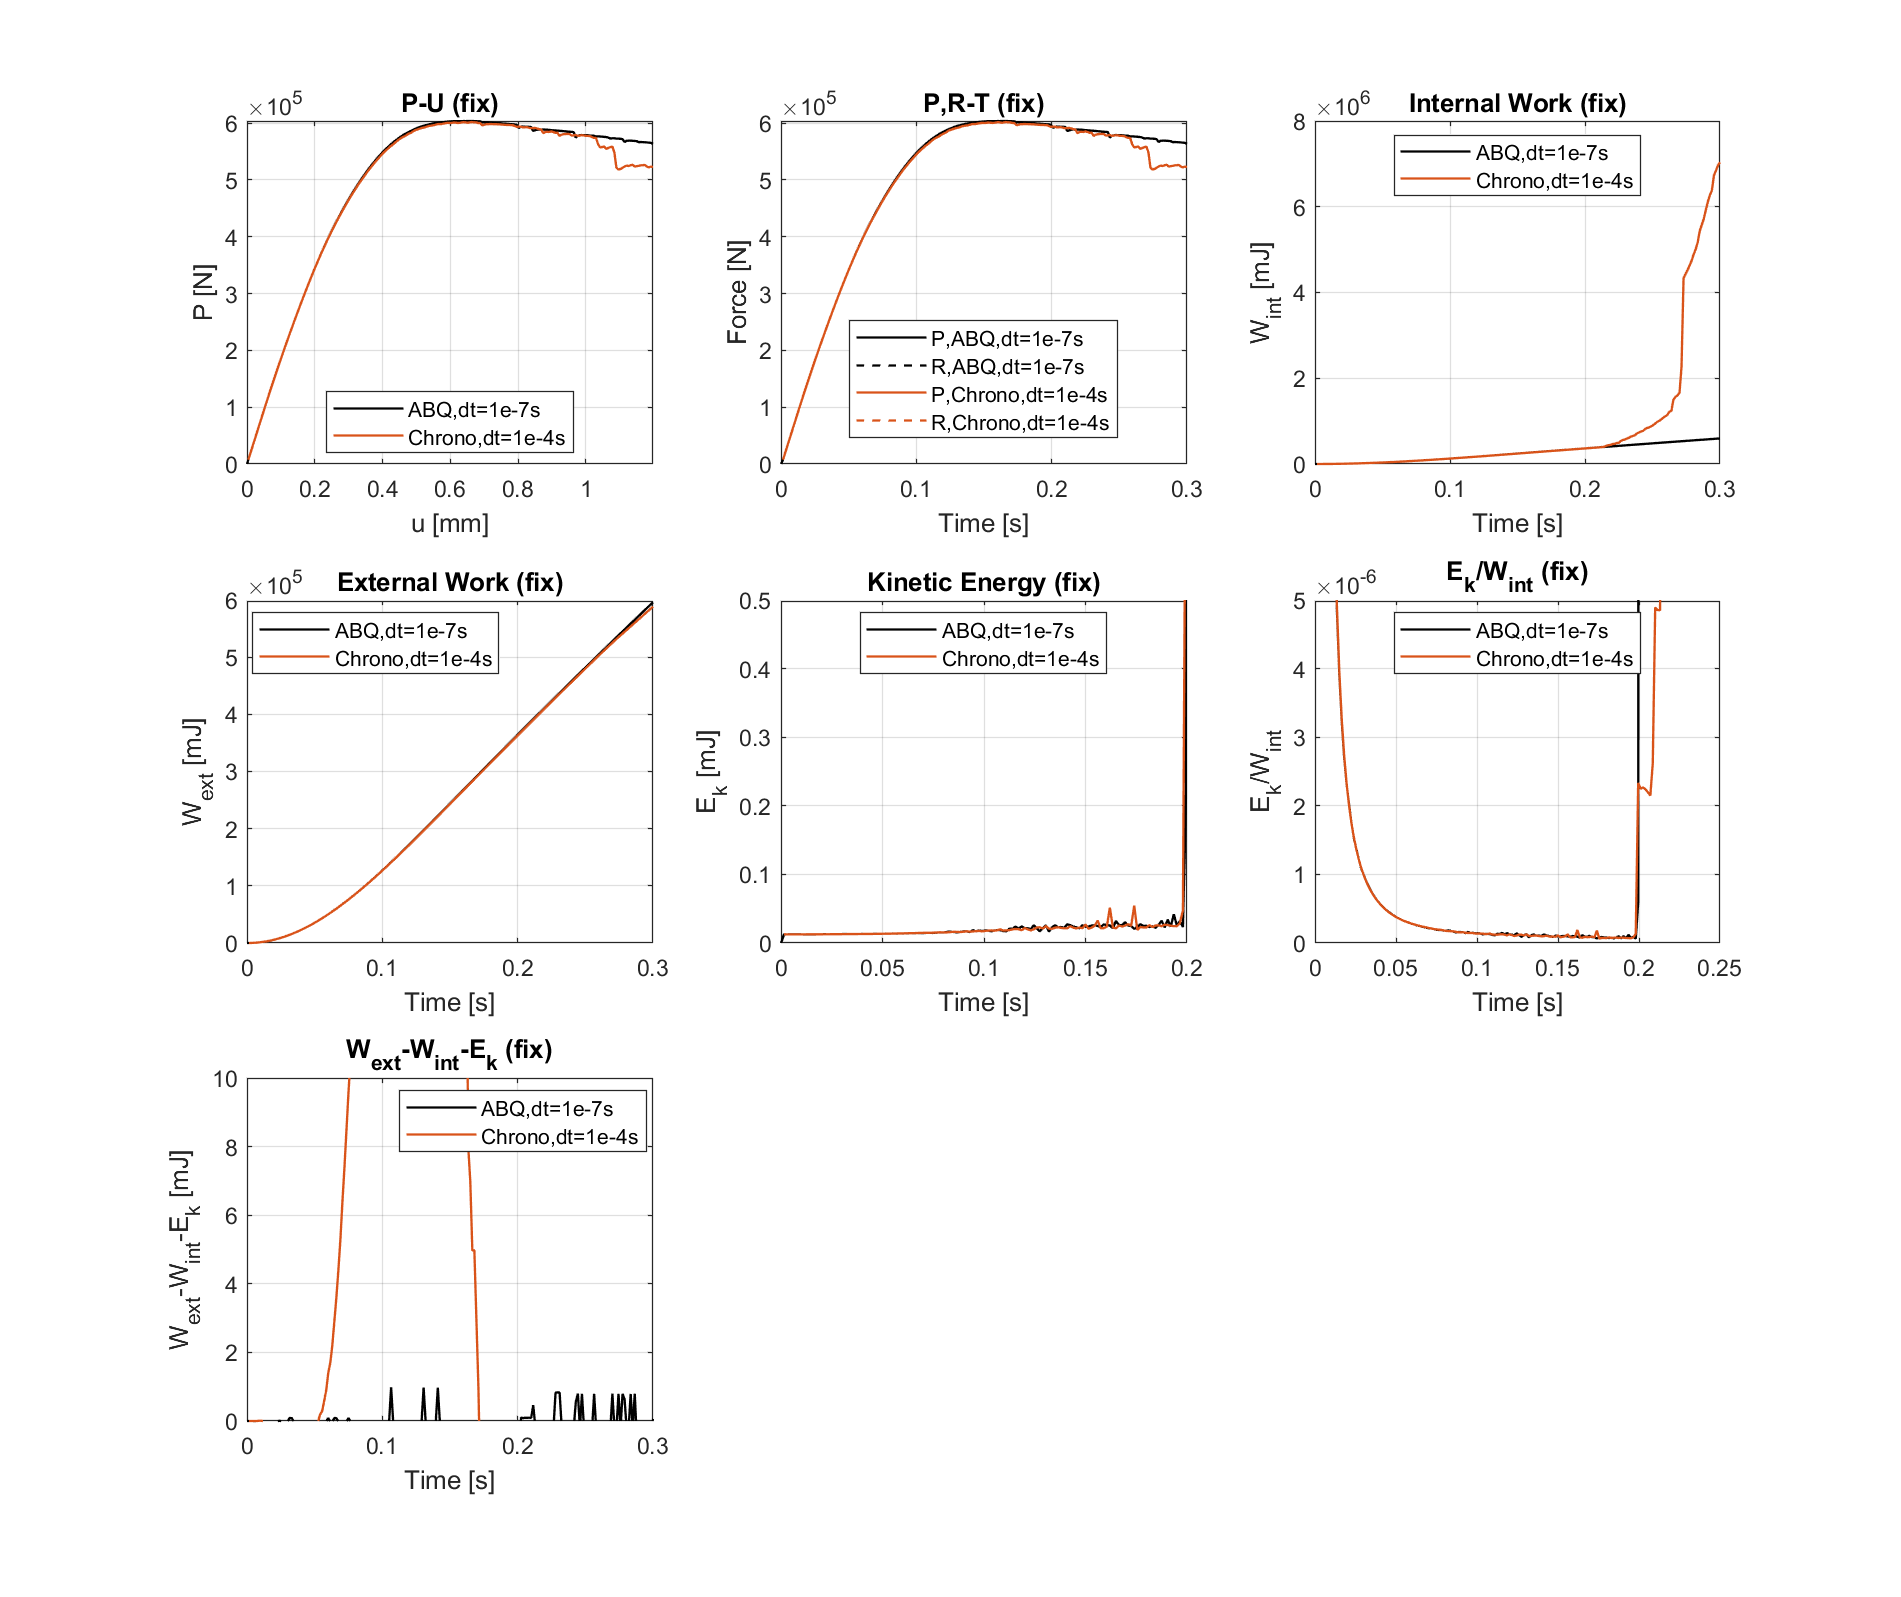 P-U (fix)
×10^5
6
5
4
3
2
1
0
P [N]
0 0.2 0.4 0.6 0.8 1
u [mm]
ABQ,dt=1e-7s
Chrono,dt=1e-4s
P,R-T (fix)
×10^5
6
5
4
3
2
1
0
Force [N]
0 0.1 0.2 0.3
Time [s]
P,ABQ,dt=1e-7s
R,ABQ,dt=1e-7s
P,Chrono,dt=1e-4s
R,Chrono,dt=1e-4s
Internal Work (fix)
×10^6
8
6
4
2
0
W_int [mJ]
0 0.1 0.2 0.3
Time [s]
ABQ,dt=1e-7s
Chrono,dt=1e-4s
External Work (fix)
×10^5
6
5
4
3
2
1
0
W_ext [mJ]
0 0.1 0.2 0.3
Time [s]
ABQ,dt=1e-7s
Chrono,dt=1e-4s
Kinetic Energy (fix)
0.5
0.4
0.3
0.2
0.1
0
E_k [mJ]
0 0.05 0.1 0.15 0.2
Time [s]
ABQ,dt=1e-7s
Chrono,dt=1e-4s
E_k/W_int (fix)
×10^-6
5
4
3
2
1
0
E_k/W_int
0 0.05 0.1 0.15 0.2 0.25
Time [s]
ABQ,dt=1e-7s
Chrono,dt=1e-4s
W_ext-W_int-E_k (fix)
10
8
6
4
2
0
W_ext-W_int-E_k [mJ]
0 0.1 0.2 0.3
Time [s]
ABQ,dt=1e-7s
Chrono,dt=1e-4s